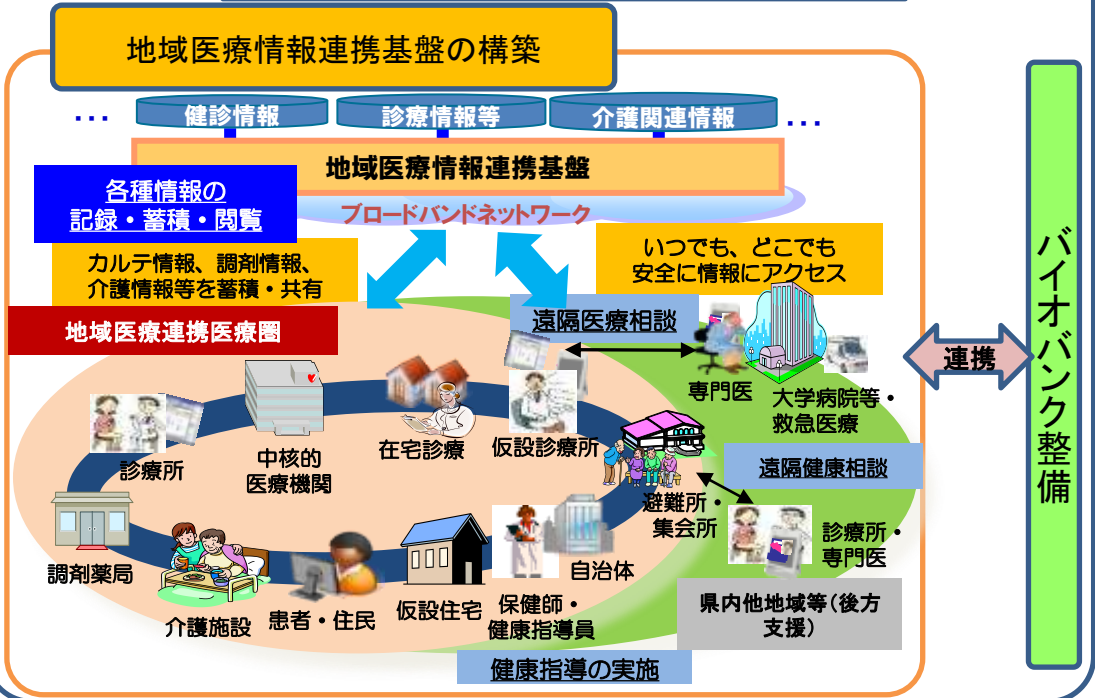 地域医療情報連携基盤の構築
･･･
健診情報
診療情報等
介護関連情報
･･･
地域医療情報連携基盤
各種情報の
記録・蓄積・閲覧
ブロードバンドネットワーク
カルテ情報、調剤情報、
介護情報等を蓄積・共有
いつでも、どこでも
安全に情報にアクセス
地域医療連携医療圏
遠隔医療相談
専門医
大学病院等・
救急医療
連携
バイオバンク整備
診療所
中核的
医療機関
在宅診療
仮設診療所
遠隔健康相談
避難所・
集会所
診療所・
専門医
調剤薬局
介護施設
患者・住民
仮設住宅
保健師・
健康指導員
自治体
県内他地域等(後方
支援)
健康指導の実施